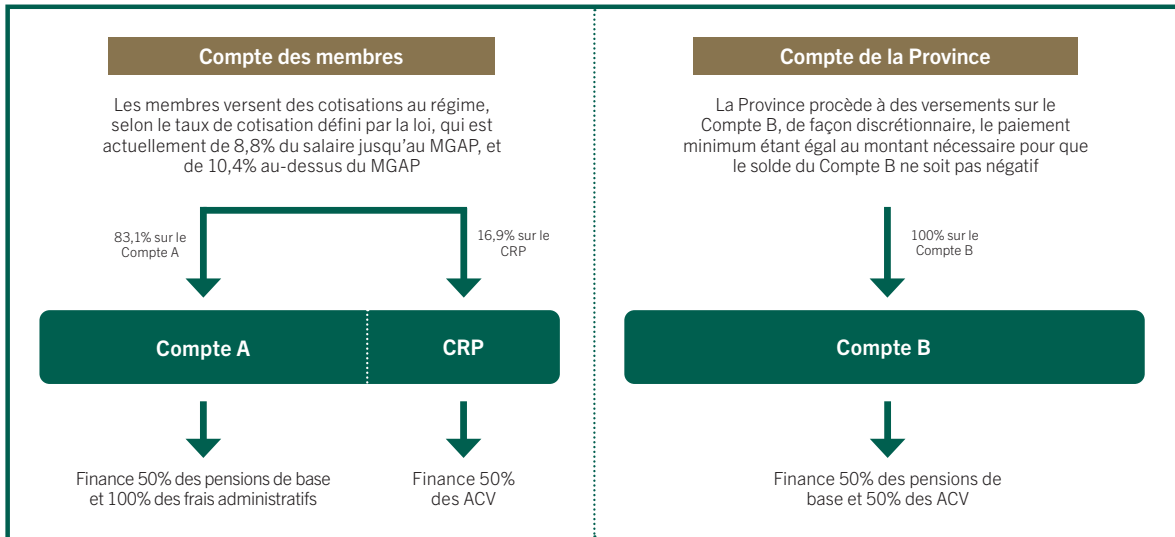 Compte des membres
Les membres versent des cotisations au régime,
selon le taux de cotisation défini par la loi, qui est
actuellement de 8,8% du salaire jusqu'au MGAP, et
de 10,4% au-dessus du MGAP
83,1% sur le
Compte A
16,9% sur le
CRP
Compte A
CRP
Finance 50% des pensions de base
et 100% des frais administratifs
Finance 50%
des ACV
Compte de la Province
La Province procède à des versements sur le
Compte B, de façon discrétionnaire, le paiement
minimum étant égal au montant nécessaire pour que
le solde du Compte B ne soit pas négatif
100% sur le
Compte B
Compte B
Finance 50% des pensions de
base et 50% des ACV